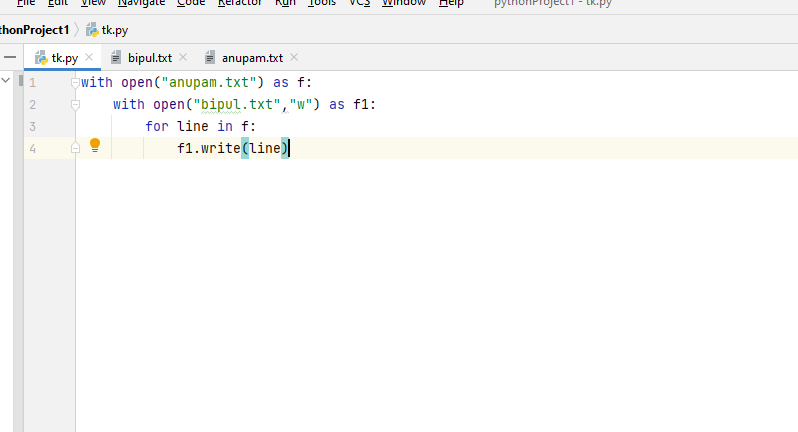 File Edit View Navigate Code Refactor Run Tools VCS Window Help pythonProject1 - tk.py
thonProject1 tk.py
tk.py bipul.txt anupam.txt
1 with open("anupam.txt") as f:
2 with open("bipul.txt","w") as f1:
3 for line in f:
4 f1.write(line)